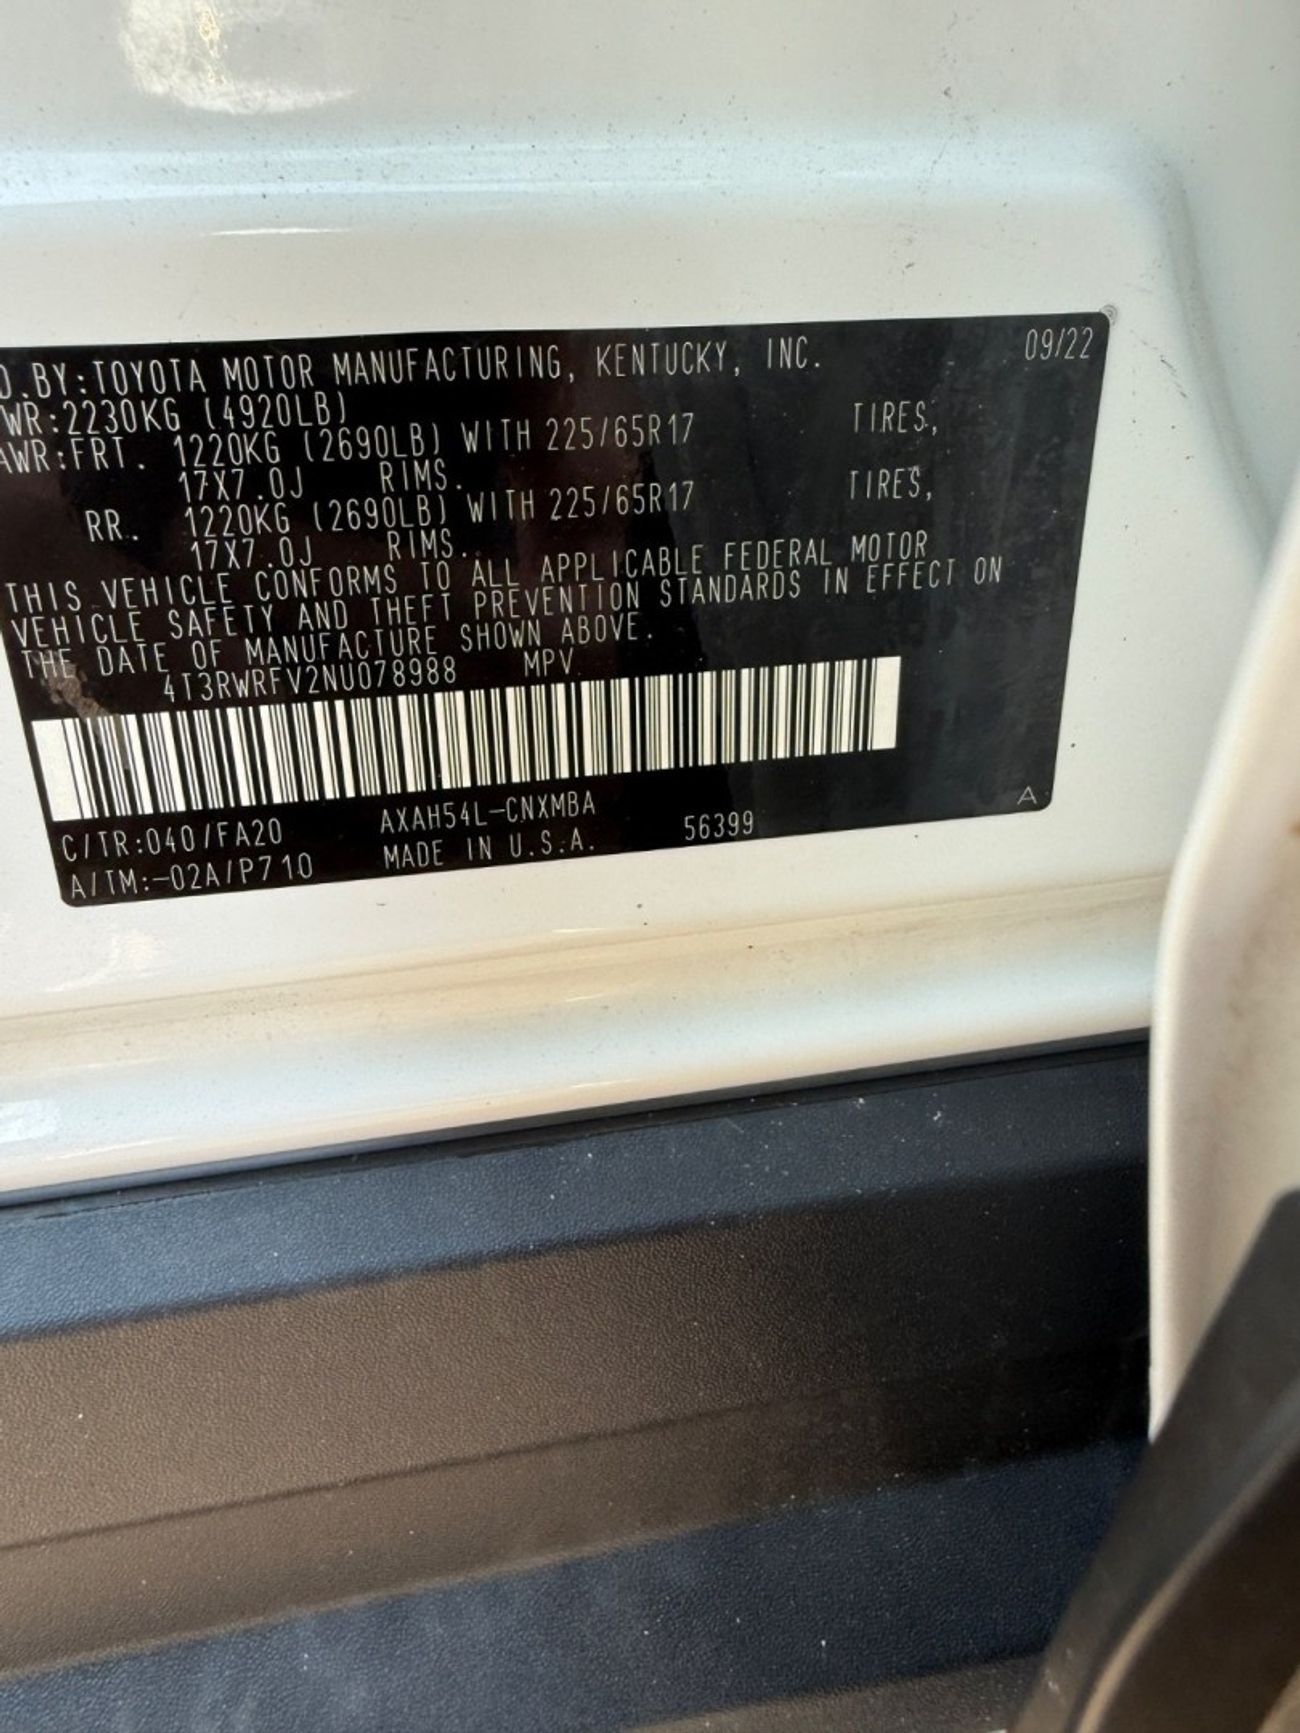 D.BY:TOYOTA MOTOR MANUFACTURING, KENTUCKY, INC. 09/22
WR:2230KG (4920LB)
AWR:FRT. 1220KG (2690LB) WITH 225/65R17 TIRES,
17X7.0J RIMS.
RR. 1220KG (2690LB) WITH 225/65R17 TIRES,
17X7.0J RIMS.
THIS VEHICLE CONFORMS TO ALL APPLICABLE FEDERAL MOTOR
VEHICLE SAFETY AND THEFT PREVENTION STANDARDS IN EFFECT ON
THE DATE OF MANUFACTURE SHOWN ABOVE.
4T3RWRFV2NU078988 MPV
C/TR:040/FA20 AXAH54L-CNXMBA
A/TM:-02A/P710 MADE IN U.S.A. 56399 A